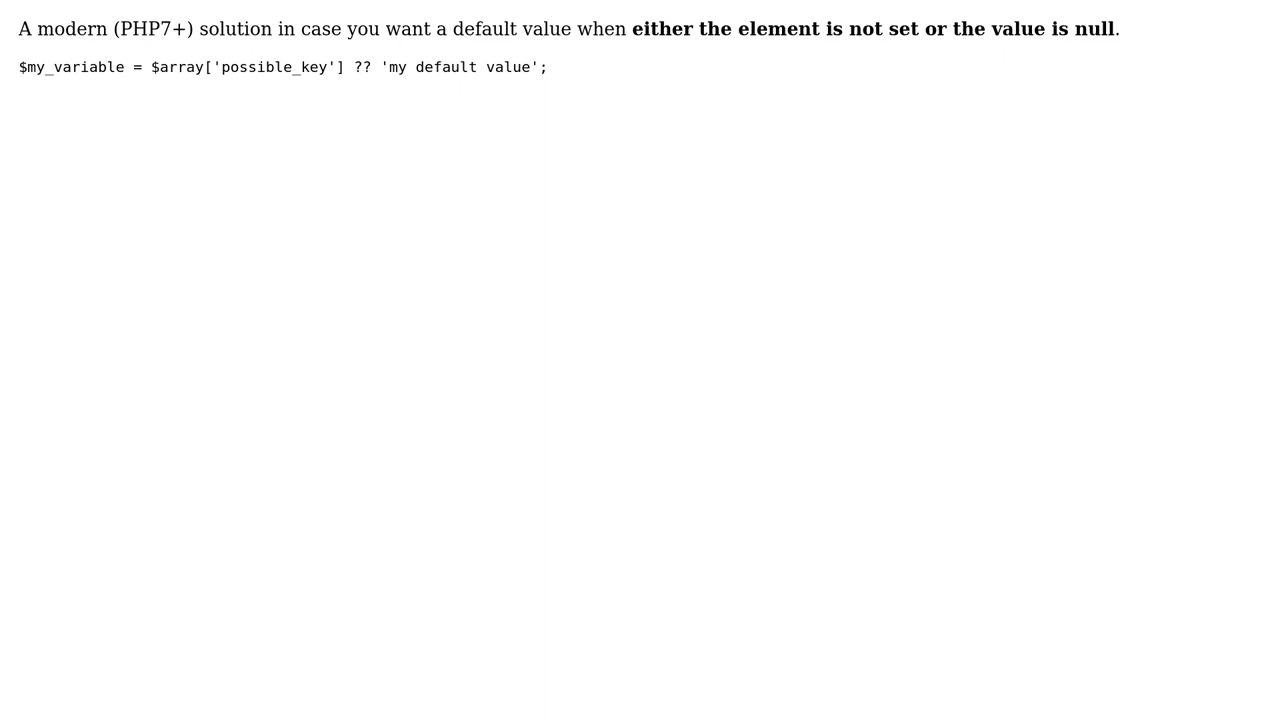 A modern (PHP7+) solution in case you want a default value when either the element is not set or the value is null.
$my_variable = $array['possible_key'] ?? 'my default value';